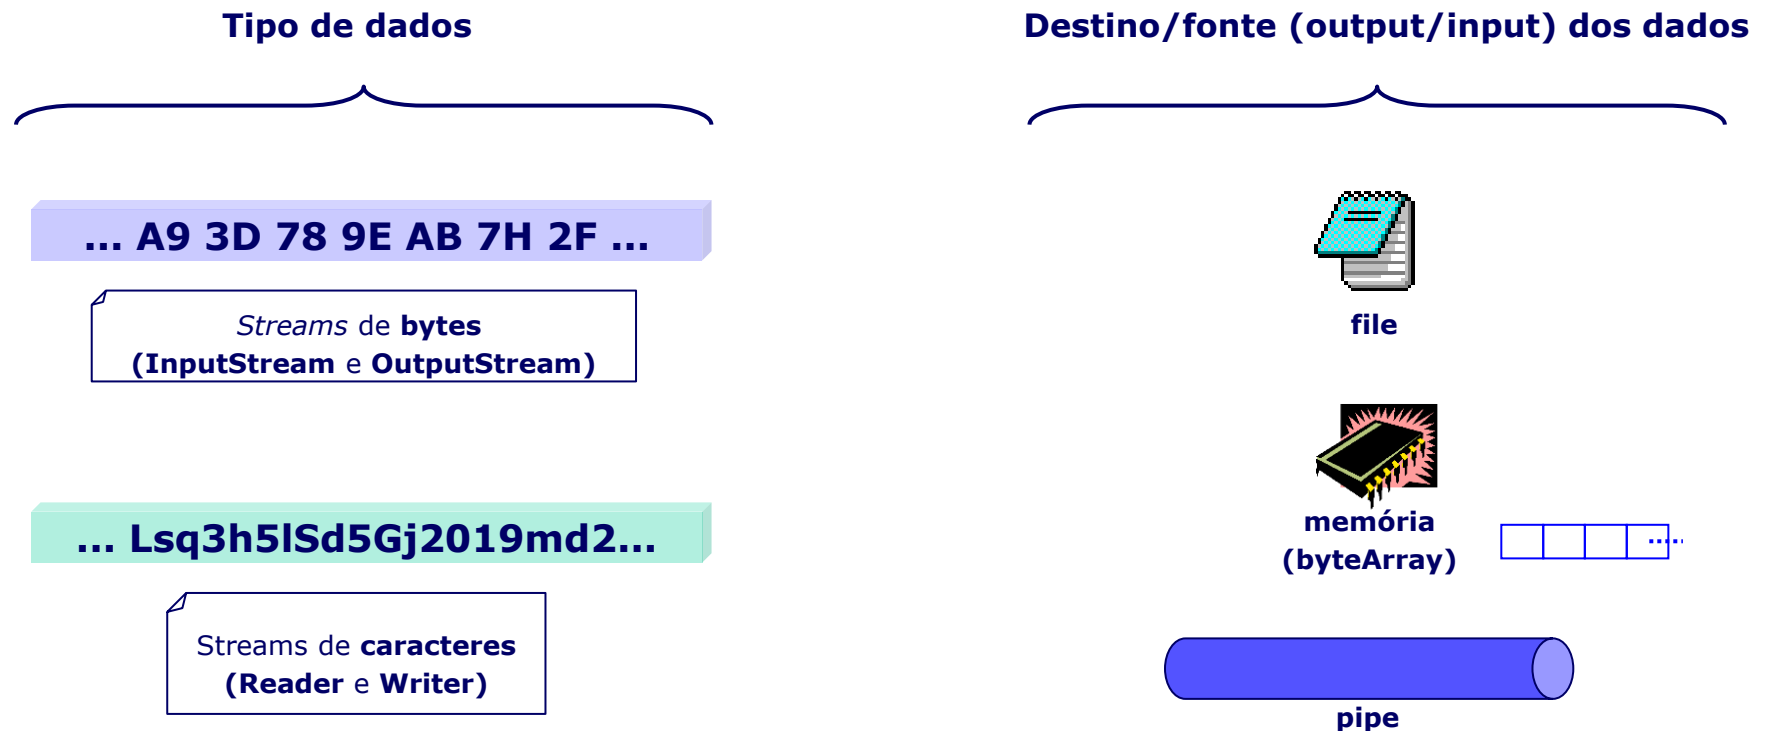 Tipo de dados
... A9 3D 78 9E AB 7H 2F ...
Streams de bytes
(InputStream e OutputStream)
... Lsq3h5lSd5Gj2019md2...
Streams de caracteres
(Reader e Writer)
Destino/fonte (output/input) dos dados
file
memória
(byteArray)
.....
pipe